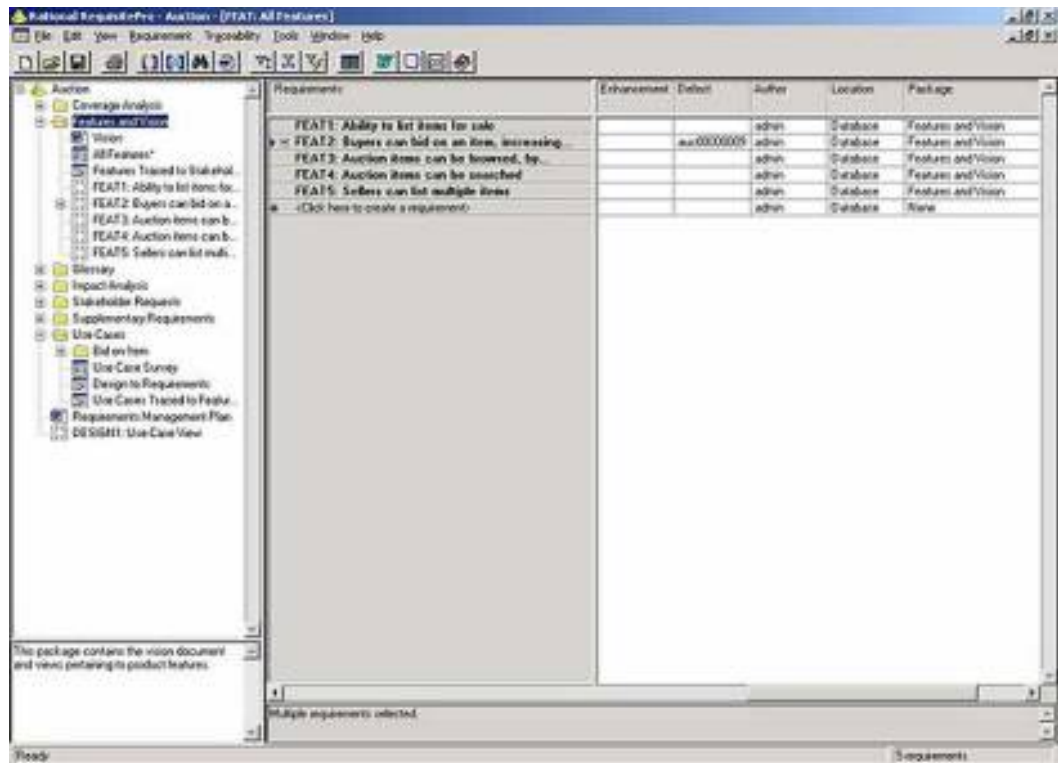 Rational RequisitePro - Auction - [FEAT: All Features]
File Edit View Requirement Traceability Tools Window Help
Auction
Coverage Analysis
Features and Vision
Vision
All Features*
Features Traced to Stakehol...
FEAT1: Ability to list items for...
FEAT2: Buyers can bid on a...
FEAT3: Auction items can b...
FEAT4: Auction items can b...
FEAT5: Sellers can list multi...
Glossary
Impact Analysis
Stakeholder Requests
Supplementary Requirements
Use Cases
Bid on Item
Use Case Survey
Design to Requirements
Use Cases Traced to Featur...
Requirements Management Plan
DESIGN1: Use-Case View
This package contains the vision document
and views pertaining to product features.
Requirements: Enhancement Defect Author Location Package
FEAT1: Ability to list items for sale admin Database Features and Vision
FEAT2: Buyers can bid on an item, increasing... auc00000009 admin Database Features and Vision
FEAT3: Auction items can be browsed, by... admin Database Features and Vision
FEAT4: Auction items can be searched admin Database Features and Vision
FEAT5: Sellers can list multiple items admin Database Features and Vision
<Click here to create a requirement> admin Database None
Multiple requirements selected.
Ready 5 requirements